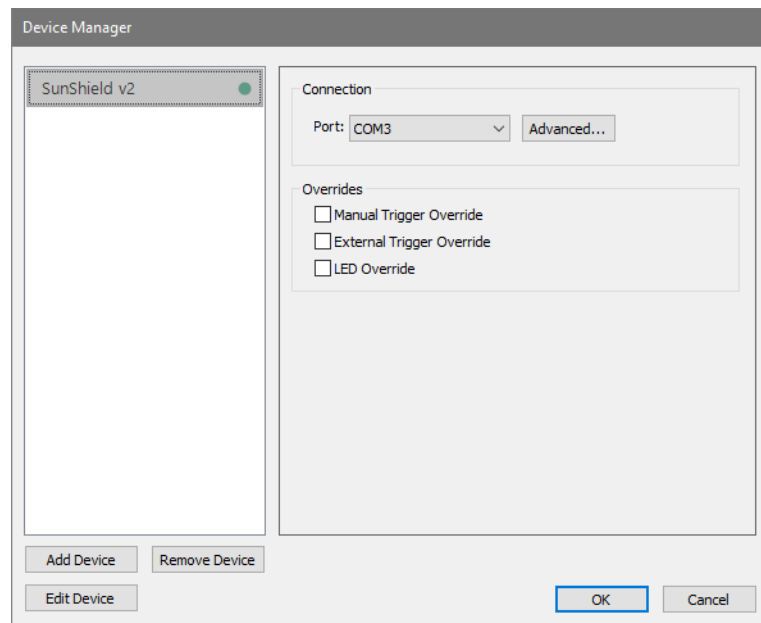 Device Manager
SunShield v2
Connection
Port: COM3 Advanced...
Overrides
Manual Trigger Override
External Trigger Override
LED Override
Add Device Remove Device
Edit Device
OK Cancel